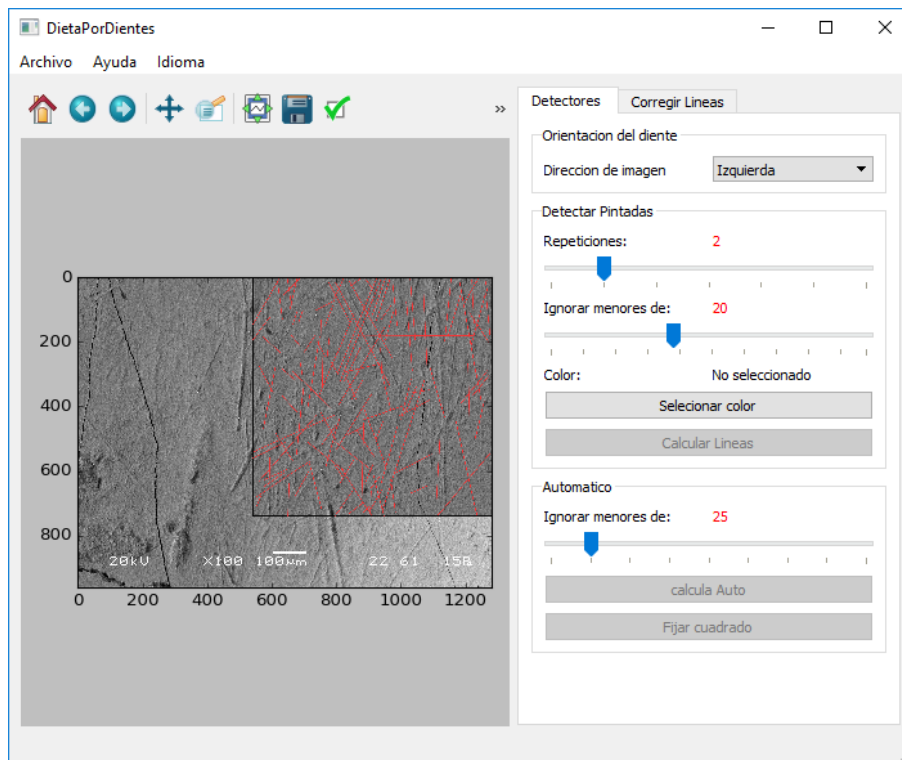 DietaPorDientes
Archivo Ayuda Idioma
»
Detectores Corregir Lineas
Orientacion del diente
Direccion de imagen Izquierda
Detectar Pintadas
Repeticiones: 2
Ignorar menores de: 20
Color: No seleccionado
Selecionar color
Calcular Lineas
Automatico
Ignorar menores de: 25
calcula Auto
Fijar cuadrado
0
200
400
600
800
20kV X100 100µm 22 61 15A
0 200 400 600 800 1000 1200